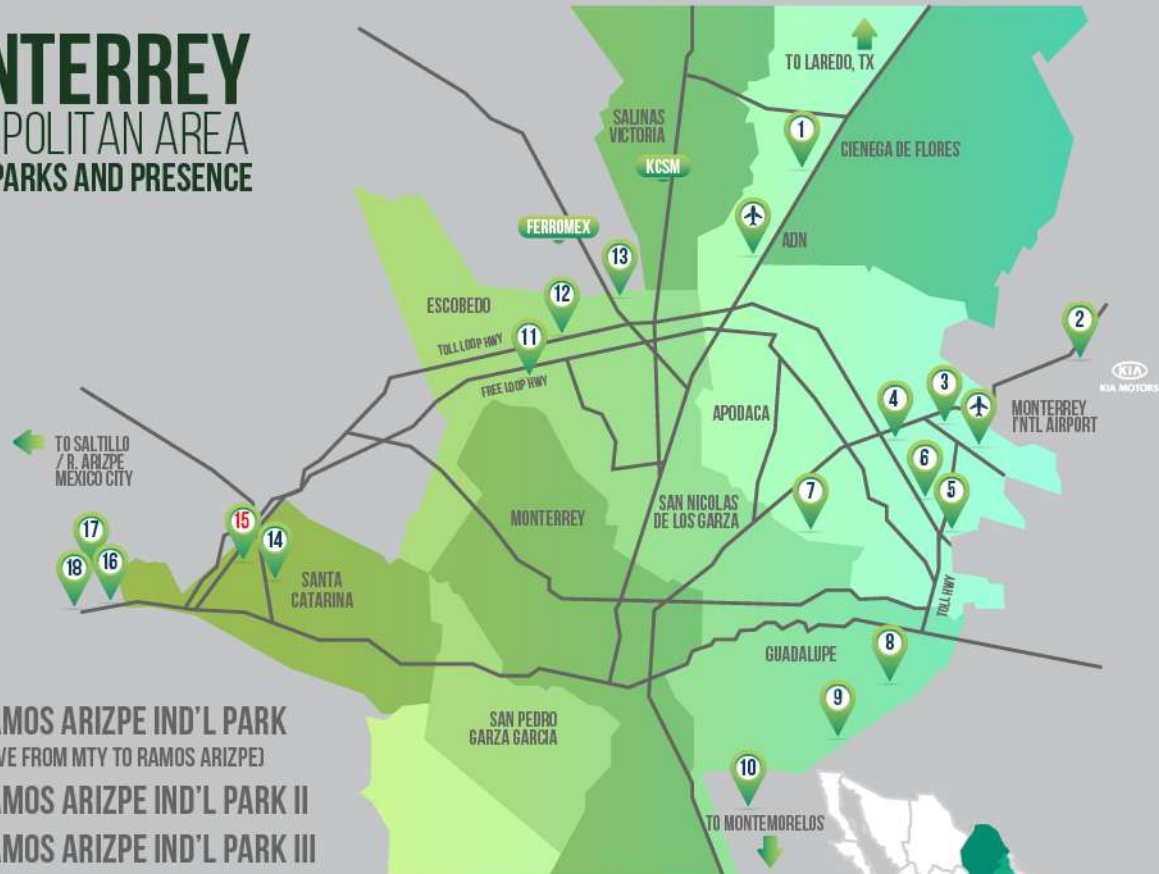 NTERREY
POLITAN AREA
PARKS AND PRESENCE
TO LAREDO, TX
SALINAS
VICTORIA
1
CIENEGA DE FLORES
KCSM
FERROMEX
ADN
13
12
ESCOBEDO
11
2
TOLL LOOP HWY
FREE LOOP HWY
KIA
KIA MOTORS
3
4
MONTERREY
I'NTL AIRPORT
APODACA
TO SALTILLO
/ R. ARIZPE
MEXICO CITY
6
5
7
SAN NICOLAS
DE LOS GARZA
MONTERREY
15
14
17
18
16
SANTA
CATARINA
TOLL HWY
GUADALUPE
8
9
SAN PEDRO
GARZA GARCIA
10
TO MONTEMORELOS
AMOS ARIZPE IND'L PARK
VE FROM MTY TO RAMOS ARIZPE)
AMOS ARIZPE IND'L PARK II
AMOS ARIZPE IND'L PARK III